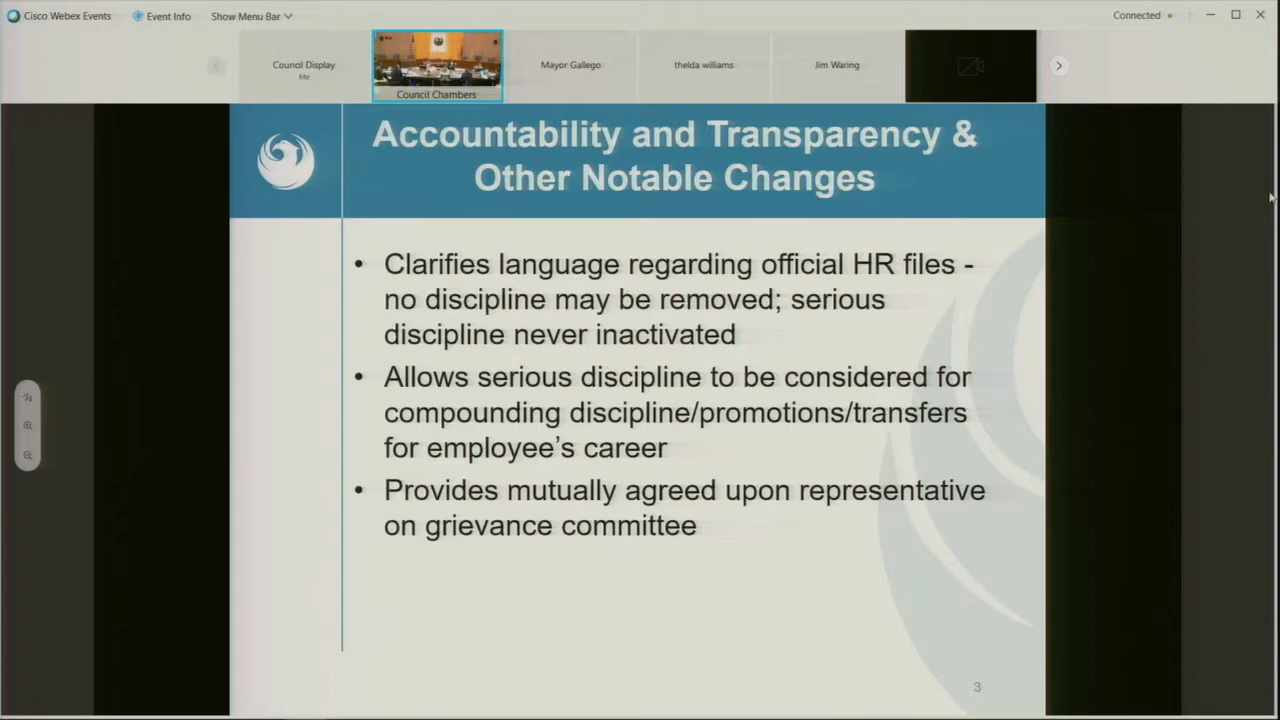 Cisco Webex Events
Event Info
Show Menu Bar
Connected
Council Display
Me
Council Chambers
Mayor Gallego
thelda williams
Jim Waring
Accountability and Transparency &
Other Notable Changes
• Clarifies language regarding official HR files -
no discipline may be removed; serious
discipline never inactivated
• Allows serious discipline to be considered for
compounding discipline/promotions/transfers
for employee's career
• Provides mutually agreed upon representative
on grievance committee
3